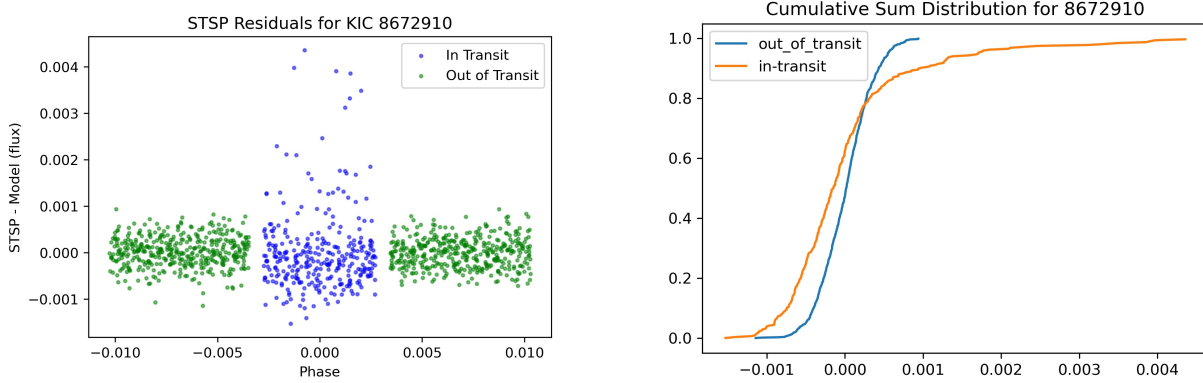 STSP Residuals for KIC 8672910
In Transit
Out of Transit
0.004
0.003
0.002
0.001
0.000
−0.001
STSP - Model (flux)
−0.010
−0.005
0.000
0.005
0.010
Phase
Cumulative Sum Distribution for 8672910
out_of_transit
in-transit
1.0
0.8
0.6
0.4
0.2
0.0
−0.001
0.000
0.001
0.002
0.003
0.004